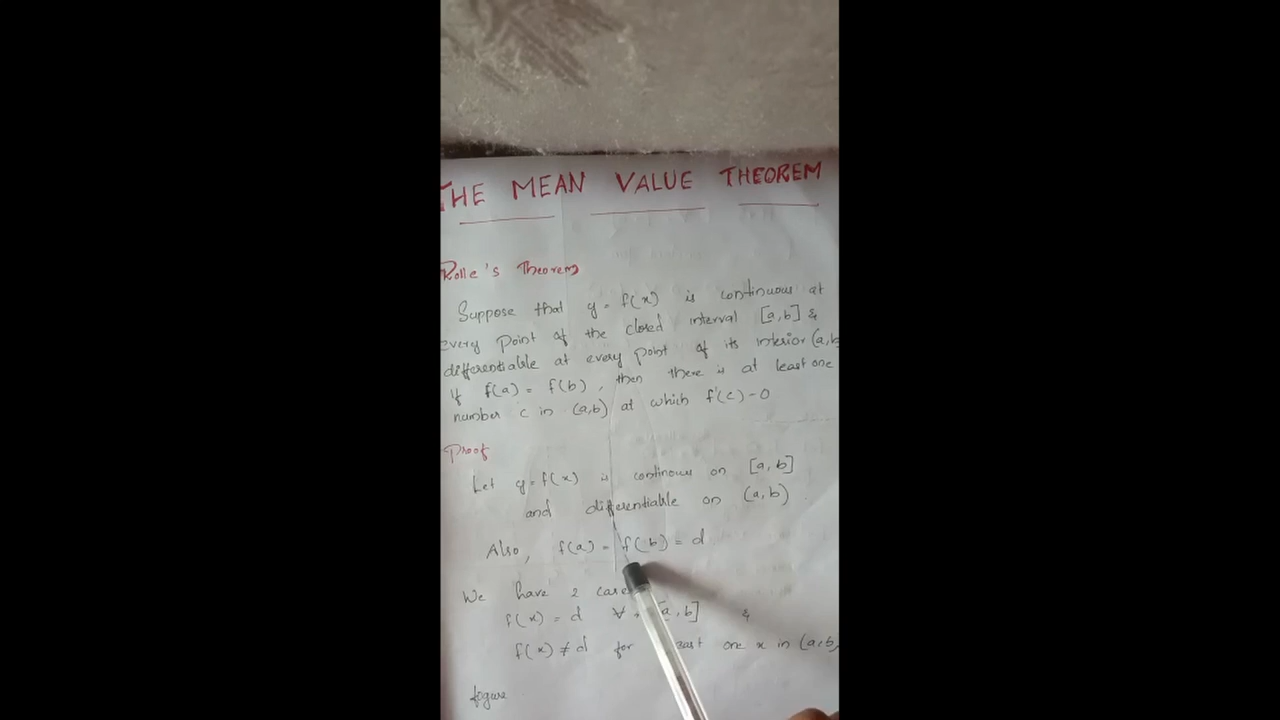 THE MEAN VALUE THEOREM
Rolle's Theorem
Suppose that y = f(x) is continuous at
every point of the closed interval [a,b] &
differentiable at every point of its interior (a,b
If f(a) = f(b), then there is at least one
number c in (a,b) at which f'(c) = 0
Proof
Let y = f(x) is continous on [a,b]
and differentiable on (a,b)
Also, f(a) = f(b) = d
We have 2 case
f(x) = d ∀ a,b] &
f(x) ≠ d for one x in (a,b)
figure